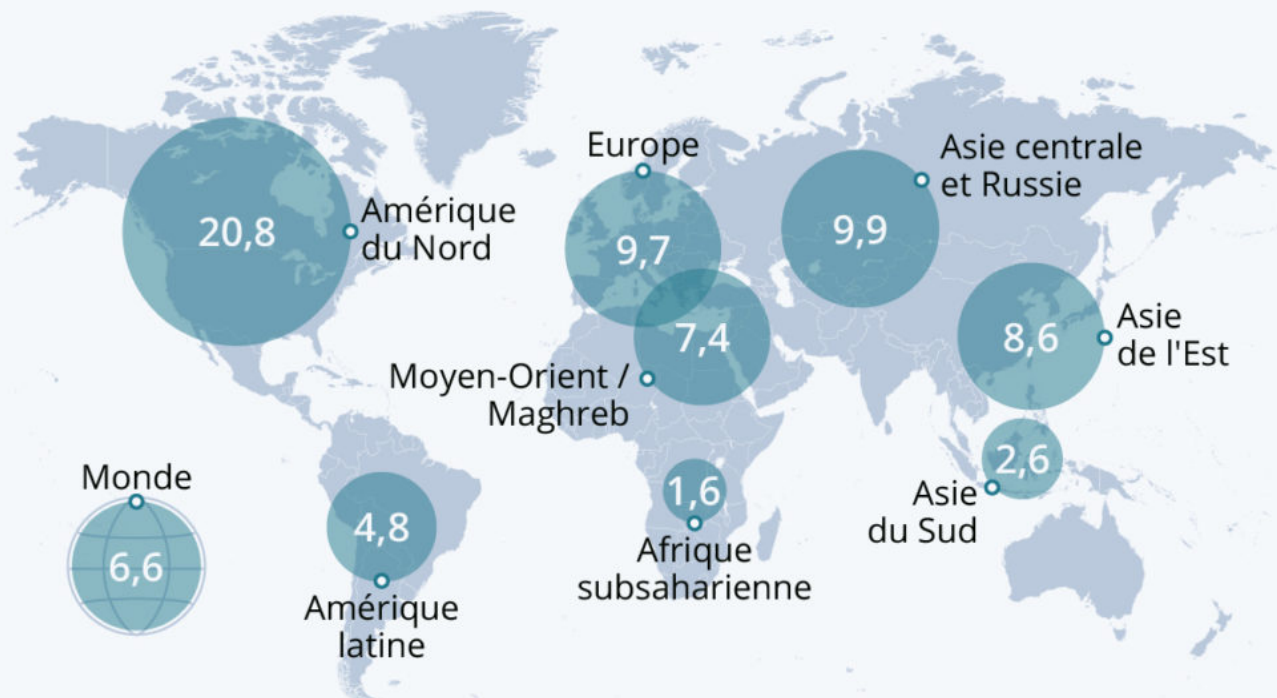 20,8
Amérique
du Nord
Europe
9,7
Asie centrale
et Russie
9,9
Moyen-Orient /
Maghreb
7,4
Asie
de l'Est
8,6
Monde
6,6
4,8
Amérique
latine
1,6
Afrique
subsaharienne
2,6
Asie
du Sud